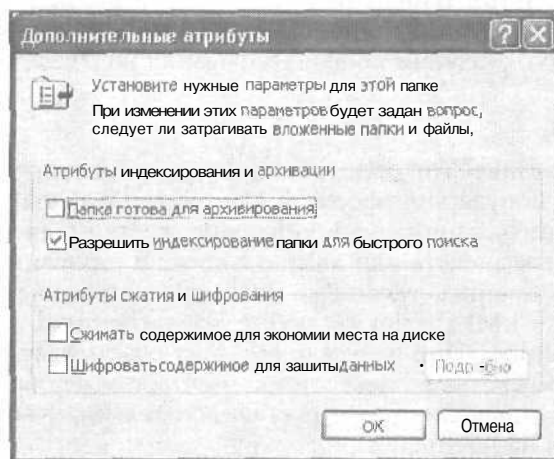 Дополнительные атрибуты
Установите нужные параметры для этой папке
При изменении этих параметров будет задан вопрос,
следует ли затрагивать вложенные папки и файлы,
Атрибуты индексирования и архивации
Папка готова для архивирования
Разрешить индексирование папки для быстрого поиска
Атрибуты сжатия и шифрования
Сжимать содержимое для экономии места на диске
Шифровать содержимое для зашиты данных
ОК
Отмена